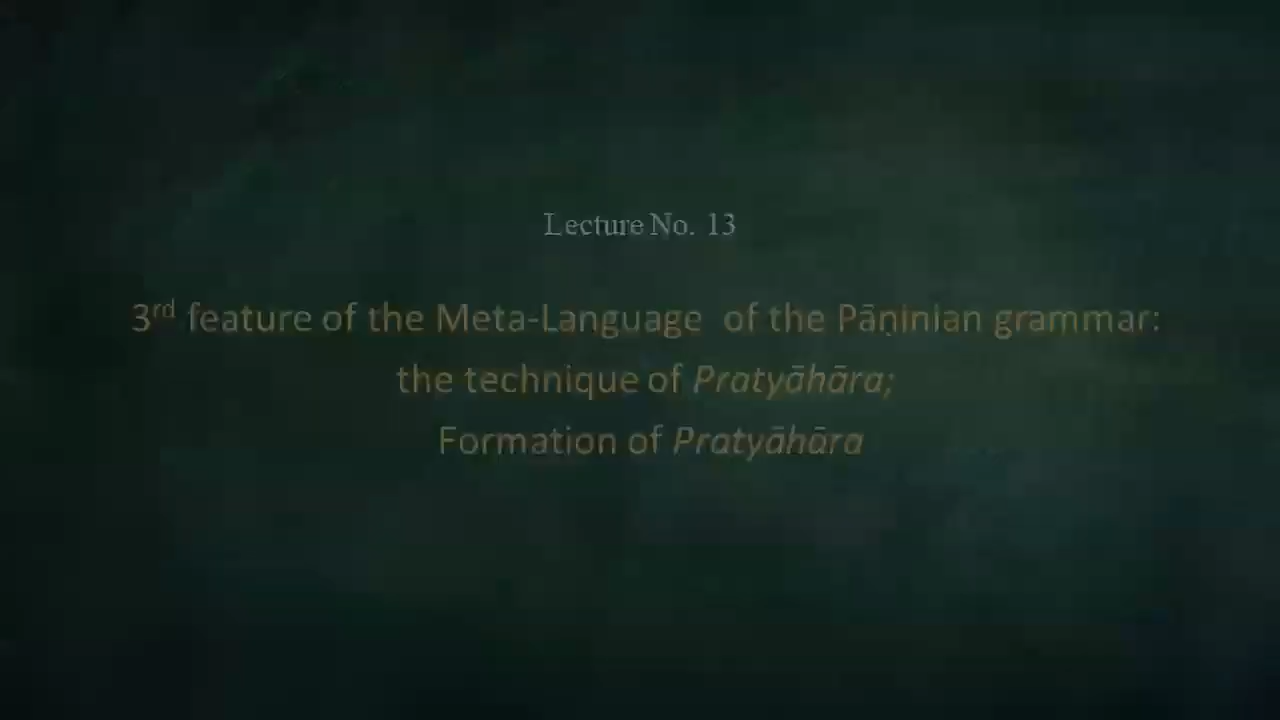 Lecture No. 13
3rd feature of the Meta-Language of the Pāṇinian grammar:
the technique of Pratyāhāra;
Formation of Pratyāhāra